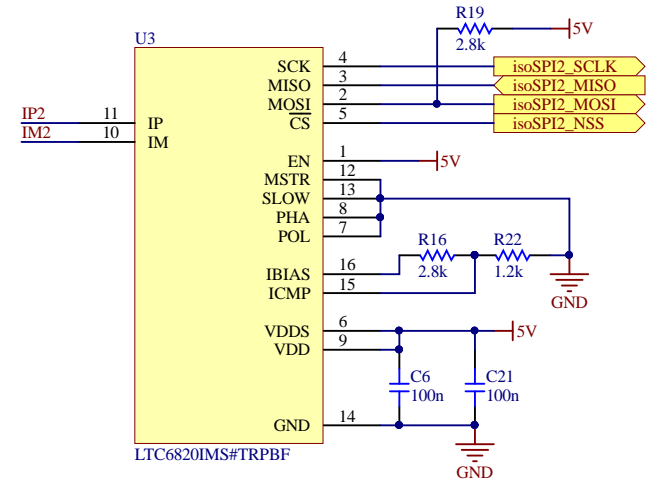 R19
5V
2.8k
U3
SCK 4 isoSPI2_SCLK
MISO 3 isoSPI2_MISO
MOSI 2 isoSPI2_MOSI
CS 5 isoSPI2_NSS
IP2 11 IP
IM2 10 IM
EN 1 5V
MSTR 12
SLOW 13
PHA 8
POL 7
R16 R22
IBIAS 16 2.8k 1.2k
ICMP 15
GND
VDDS 6 5V
VDD 9
C6 C21
100n 100n
GND 14
LTC6820IMS#TRPBF
GND